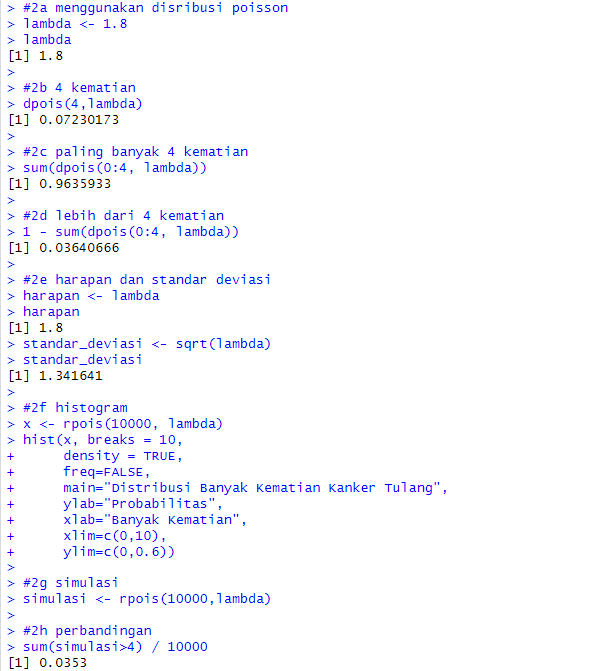 > #2a menggunakan disribusi poisson
> lambda <- 1.8
> lambda
[1] 1.8
>
> #2b 4 kematian
> dpois(4,lambda)
[1] 0.07230173
>
> #2c paling banyak 4 kematian
> sum(dpois(0:4, lambda))
[1] 0.9635933
>
> #2d lebih dari 4 kematian
> 1 - sum(dpois(0:4, lambda))
[1] 0.03640666
>
> #2e harapan dan standar deviasi
> harapan <- lambda
> harapan
[1] 1.8
> standar_deviasi <- sqrt(lambda)
> standar_deviasi
[1] 1.341641
>
> #2f histogram
> x <- rpois(10000, lambda)
> hist(x, breaks = 10,
+      density = TRUE,
+      freq=FALSE,
+      main="Distribusi Banyak Kematian Kanker Tulang",
+      ylab="Probabilitas",
+      xlab="Banyak Kematian",
+      xlim=c(0,10),
+      ylim=c(0,0.6))
>
> #2g simulasi
> simulasi <- rpois(10000,lambda)
>
> #2h perbandingan
> sum(simulasi>4) / 10000
[1] 0.0353